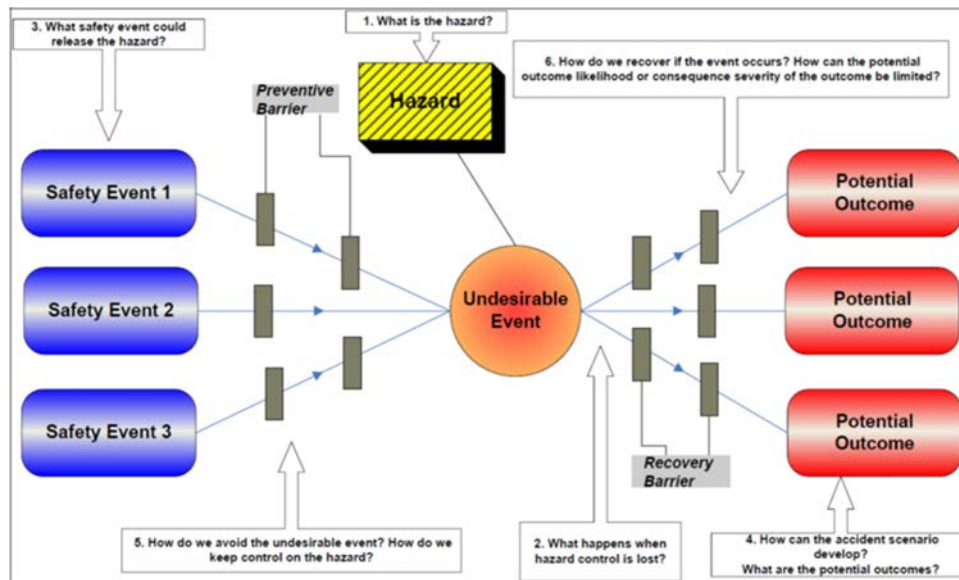 3. What safety event could
release the hazard?
1. What is the hazard?
6. How do we recover if the event occurs? How can the potential
outcome likelihood or consequence severity of the outcome be limited?
Preventive
Barrier
Hazard
Safety Event 1
Potential
Outcome
Safety Event 2
Undesirable
Event
Potential
Outcome
Safety Event 3
Potential
Outcome
Recovery
Barrier
5. How do we avoid the undesirable event? How do we
keep control on the hazard?
2. What happens when
hazard control is lost?
4. How can the accident scenario
develop?
What are the potential outcomes?